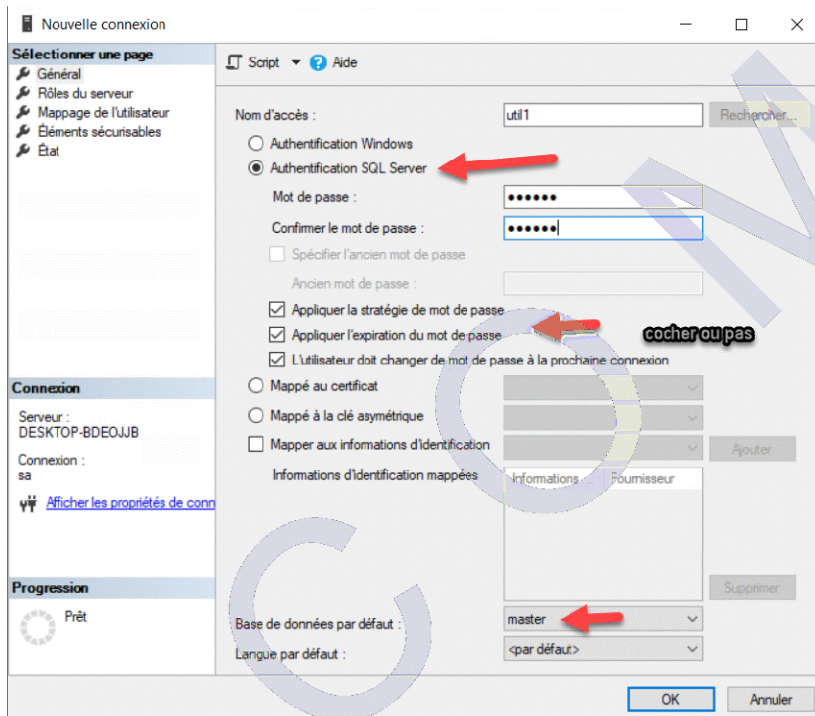 Nouvelle connexion
Sélectionner une page
Général
Rôles du serveur
Mappage de l'utilisateur
Éléments sécurisables
État
Script
Aide
Nom d'accès :
util1
Rechercher...
Authentification Windows
Authentification SQL Server
Mot de passe :
●●●●●●
Confirmer le mot de passe :
●●●●●●
Spécifier l'ancien mot de passe
Ancien mot de passe :
Appliquer la stratégie de mot de passe
Appliquer l'expiration du mot de passe
cocher ou pas
L'utilisateur doit changer de mot de passe à la prochaine connexion
Mappé au certificat
Mappé à la clé asymétrique
Mapper aux informations d'identification
Ajouter
Informations d'identification mappées
Informations ...
Fournisseur
Supprimer
Base de données par défaut :
master
Langue par défaut :
<par défaut>
Connexion
Serveur :
DESKTOP-BDEOJJB
Connexion :
sa
Afficher les propriétés de conn
Progression
Prêt
OK
Annuler